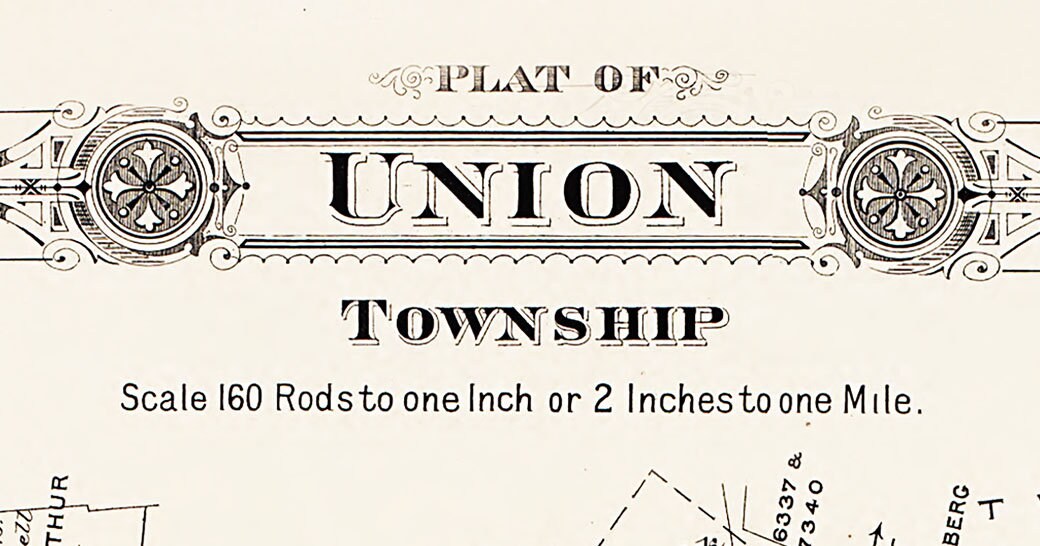 PLAT OF
UNION
TOWNSHIP
Scale 160 Rods to one Inch or 2 Inches to one Mile.
THUR
ell
6337 &
7340
BERG
T